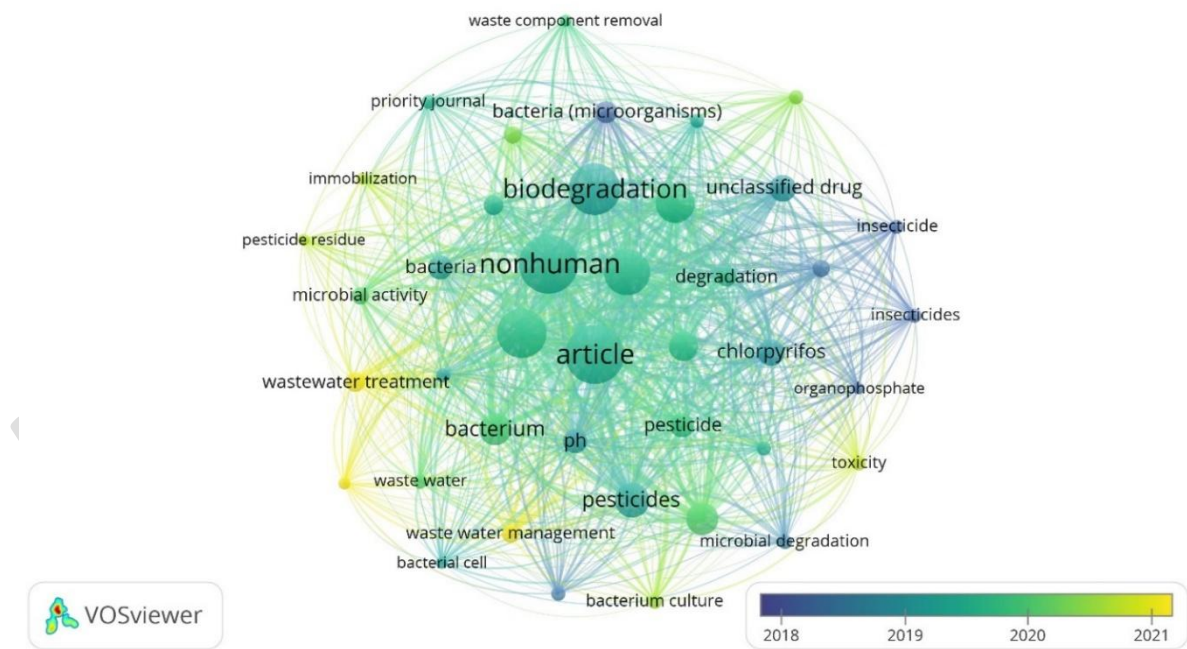 waste component removal
priority journal
bacteria (microorganisms)
immobilization
biodegradation
unclassified drug
insecticide
pesticide residue
bacteria
nonhuman
degradation
microbial activity
insecticides
article
chlorpyrifos
wastewater treatment
organophosphate
bacterium
ph
pesticide
toxicity
waste water
pesticides
waste water management
microbial degradation
bacterial cell
bacterium culture
VOSviewer
2018 2019 2020 2021